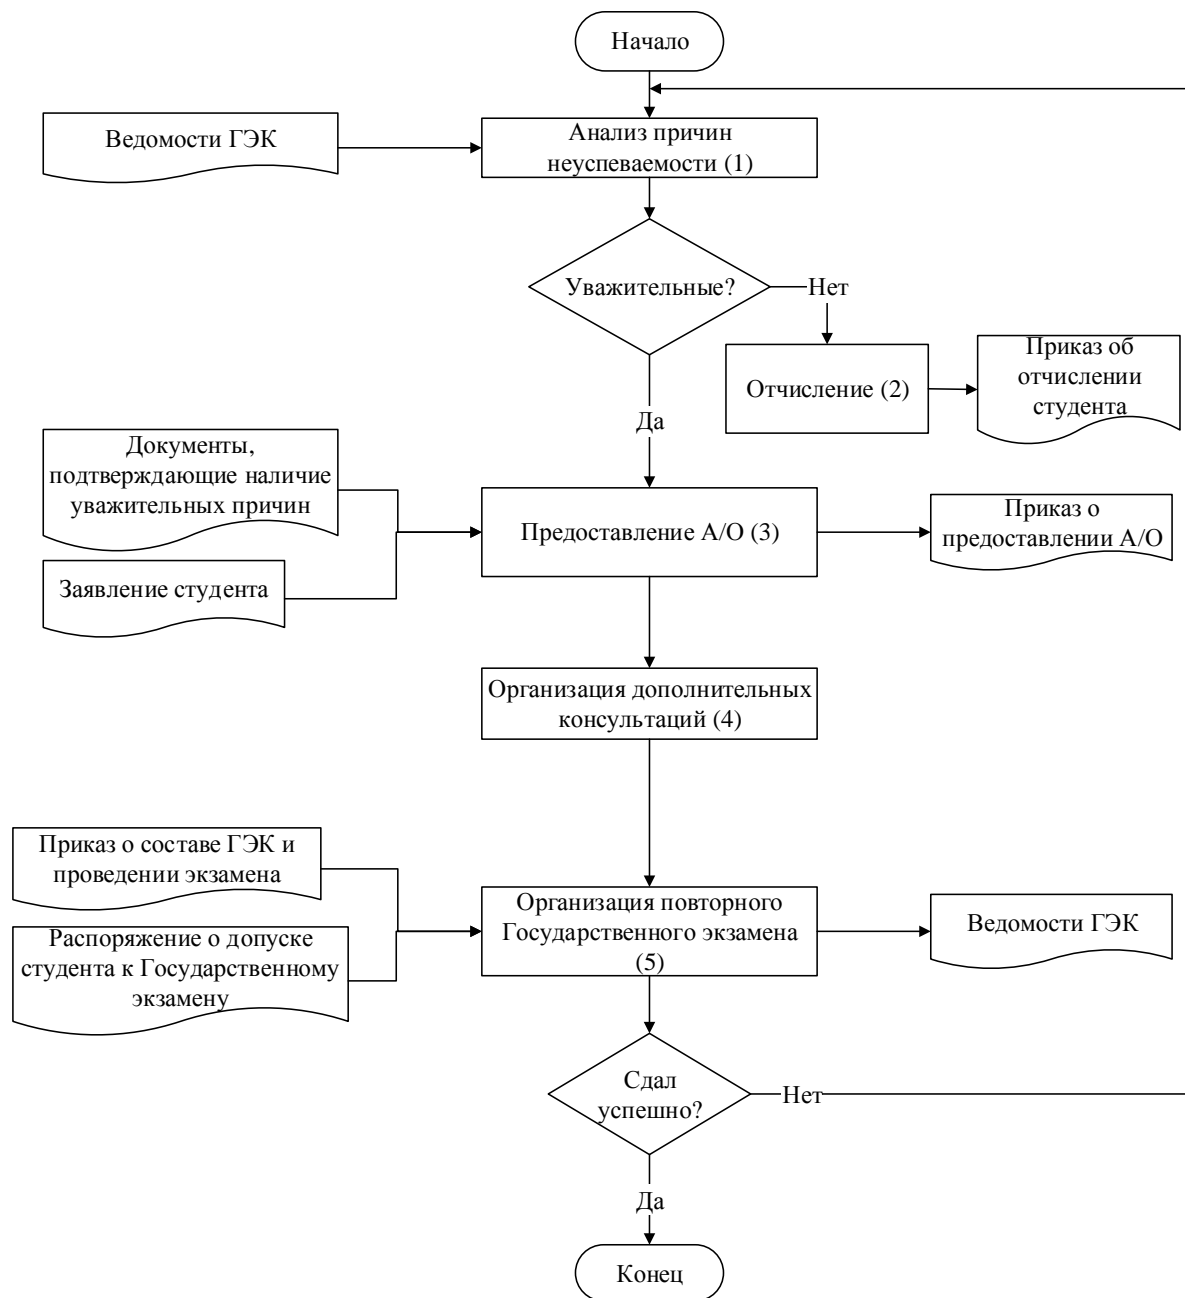 Начало
Ведомости ГЭК
Анализ причин
неуспеваемости (1)
Уважительные?
Нет
Отчисление (2)
Приказ об
отчислении
студента
Да
Документы,
подтверждающие наличие
уважительных причин
Заявление студента
Предоставление А/О (3)
Приказ о
предоставлении А/О
Организация дополнительных
консультаций (4)
Приказ о составе ГЭК и
проведении экзамена
Распоряжение о допуске
студента к Государственному
экзамену
Организация повторного
Государственного экзамена
(5)
Ведомости ГЭК
Сдал
успешно?
Нет
Да
Конец